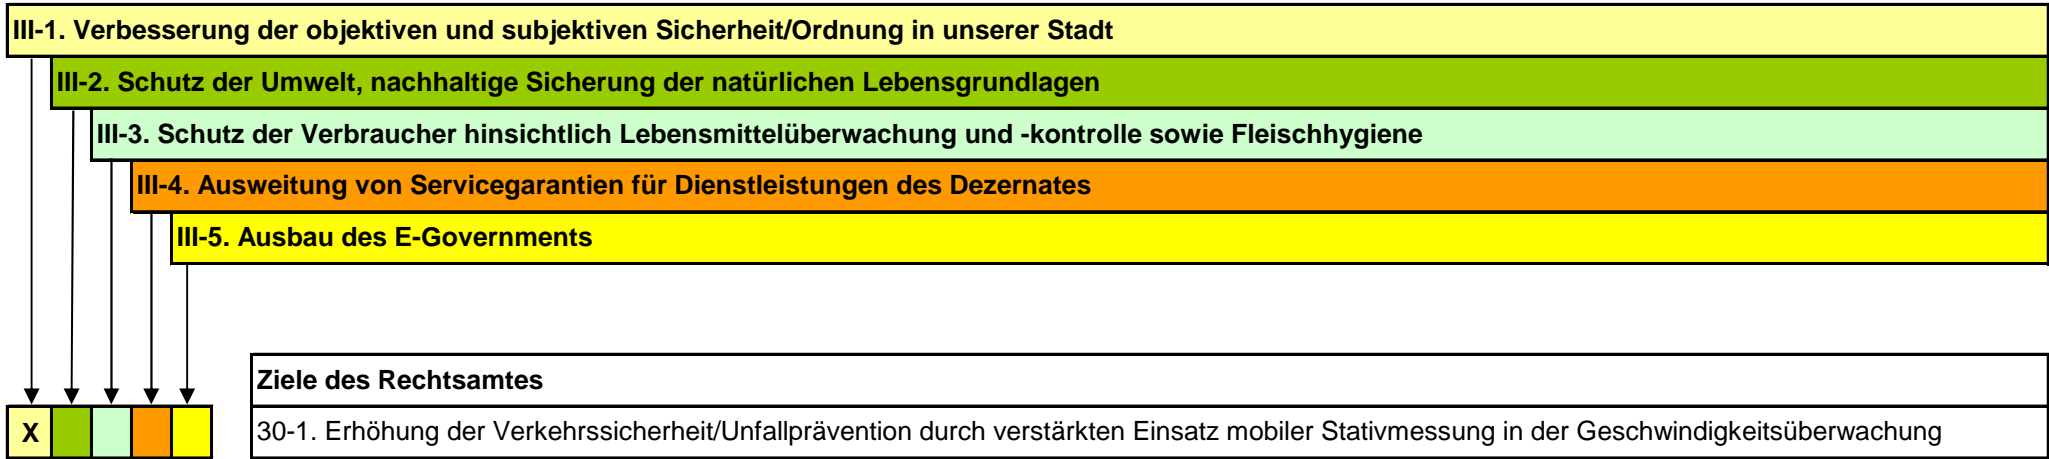 III-1. Verbesserung der objektiven und subjektiven Sicherheit/Ordnung in unserer Stadt
III-2. Schutz der Umwelt, nachhaltige Sicherung der natürlichen Lebensgrundlagen
III-3. Schutz der Verbraucher hinsichtlich Lebensmittelüberwachung und -kontrolle sowie Fleischhygiene
III-4. Ausweitung von Servicegarantien für Dienstleistungen des Dezernates
III-5. Ausbau des E-Governments
Ziele des Rechtsamtes
X 30-1. Erhöhung der Verkehrssicherheit/Unfallprävention durch verstärkten Einsatz mobiler Stativmessung in der Geschwindigkeitsüberwachung